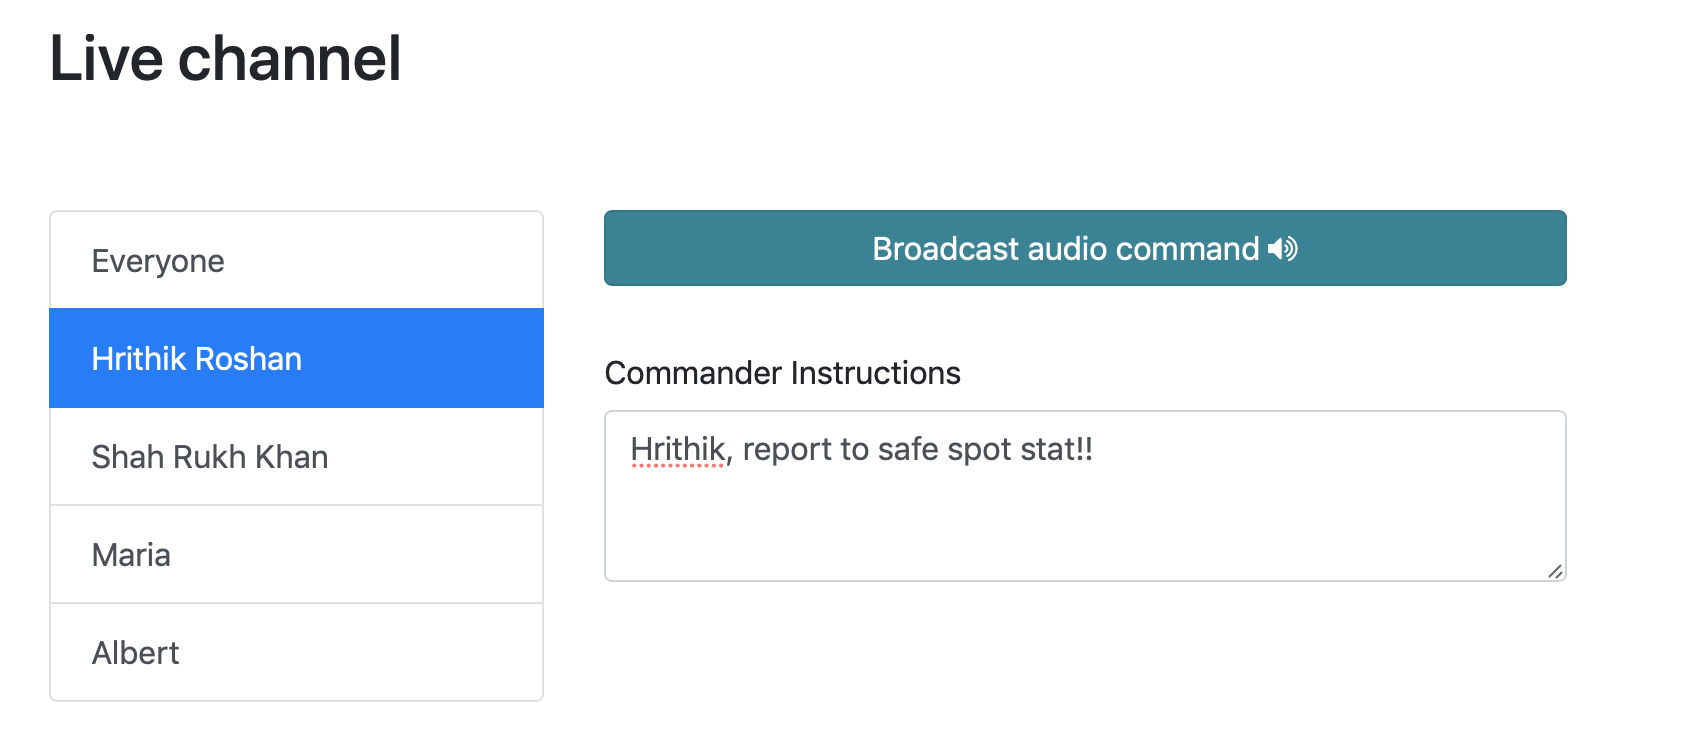 Live channel
Everyone
Hrithik Roshan
Shah Rukh Khan
Maria
Albert
Broadcast audio command
Commander Instructions
Hrithik, report to safe spot stat!!